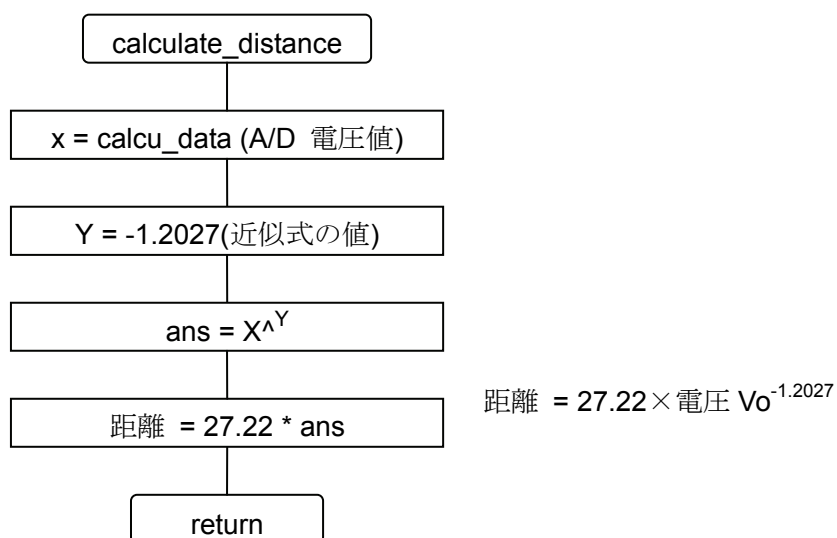 calculate_distance
x = calcu_data (A/D 電圧値)
Y = -1.2027(近似式の値)
ans = X^Y
距離 = 27.22 * ans
距離 = 27.22×電圧 Vo-1.2027
return